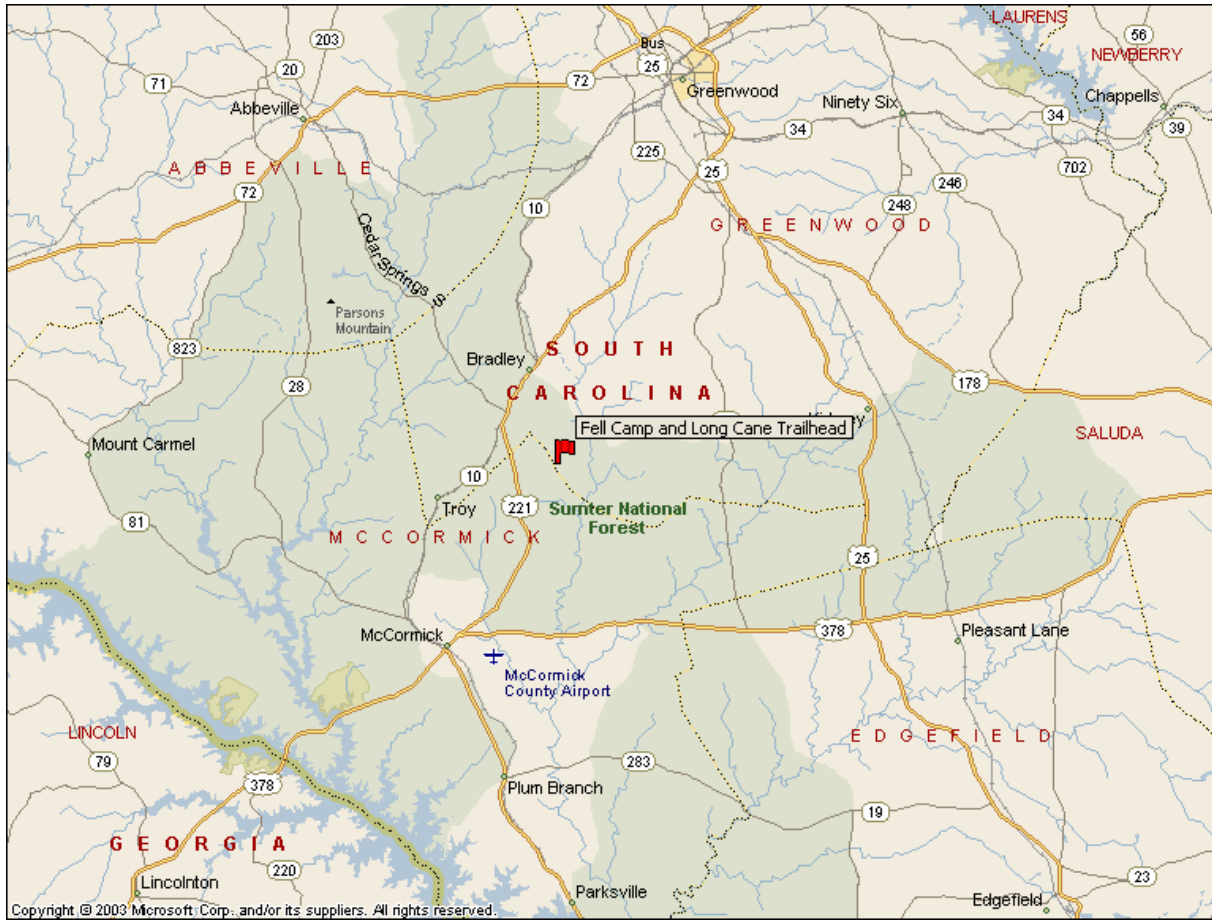 LAURENS
203
Bus
56
NEWBERRY
20
25
71
72
Greenwood
Ninety Six
Chappells
Abbeville
34
34
39
225
ABBEVILLE
25
702
72
246
10
248
GREENWOOD
Cedar Springs S
Parsons
Mountain
823
SOUTH
Bradley
28
178
CAROLINA
Fell Camp and Long Cane Trailhead
SALUDA
Mount Carmel
10
Troy
221
Sumter National
Forest
81
MCCORMICK
25
McCormick
378
Pleasant Lane
McCormick
County Airport
LINCOLN
EDGEFIELD
79
283
378
Plum Branch
19
GEORGIA
220
23
Lincolnton
Parksville
Edgefield
Copyright © 2003 Microsoft Corp. and/or its suppliers. All rights reserved.